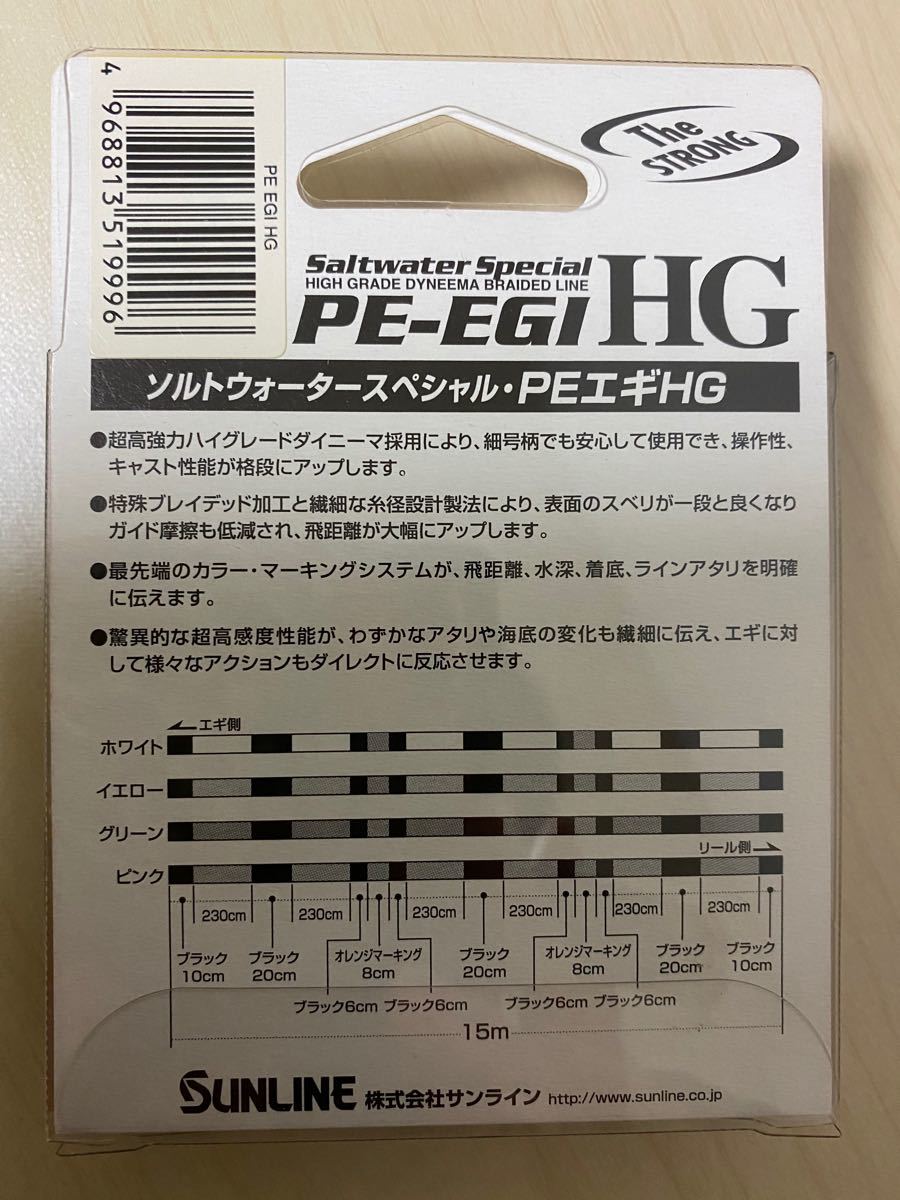 4 968813 519996
PE EGI HG
The
STRONG
Saltwater Special
HIGH GRADE DYNEEMA BRAIDED LINE
PE-EGI HG
ソルトウォータースペシャル・PEエギHG
●超高強力ハイグレードダイニーマ採用により、細号柄でも安心して使用でき、操作性、
キャスト性能が格段にアップします。
●特殊ブレイデッド加工と繊細な糸径設計製法により、表面のスベリが一段と良くなり
ガイド摩擦も低減され、飛距離が大幅にアップします。
●最先端のカラー・マーキングシステムが、飛距離、水深、着底、ラインアタリを明確
に伝えます。
●驚異的な超高感度性能が、わずかなアタリや海底の変化も繊細に伝え、エギに対
して様々なアクションもダイレクトに反応させます。
エギ側
ホワイト
イエロー
グリーン
リール側
ピンク
230cm 230cm 230cm 230cm 230cm 230cm
ブラック ブラック オレンジマーキング ブラック オレンジマーキング ブラック ブラック
10cm 20cm 8cm 20cm 8cm 20cm 10cm
ブラック6cm ブラック6cm ブラック6cm ブラック6cm
15m
SUNLINE 株式会社サンライン http://www.sunline.co.jp